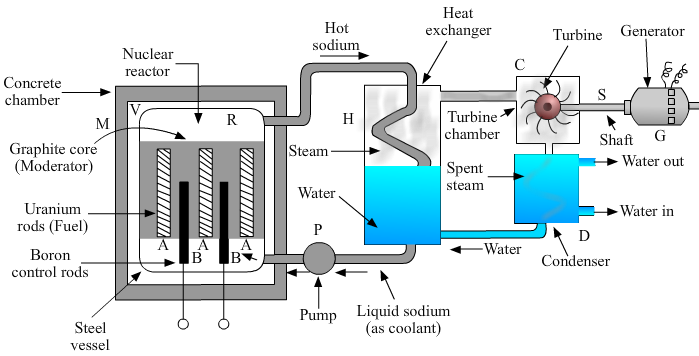 Hot
sodium
Heat
exchanger
Turbine
Generator
Nuclear
reactor
Concrete
chamber
C
V
R
H
M
S
Turbine
chamber
Shaft
G
Graphite core
(Moderator)
Steam
Spent
steam
Water out
Water
Uranium
rods (Fuel)
Water in
A
A
A
P
D
Boron
control rods
B
B
Water
Condenser
Pump
Liquid sodium
(as coolant)
Steel
vessel